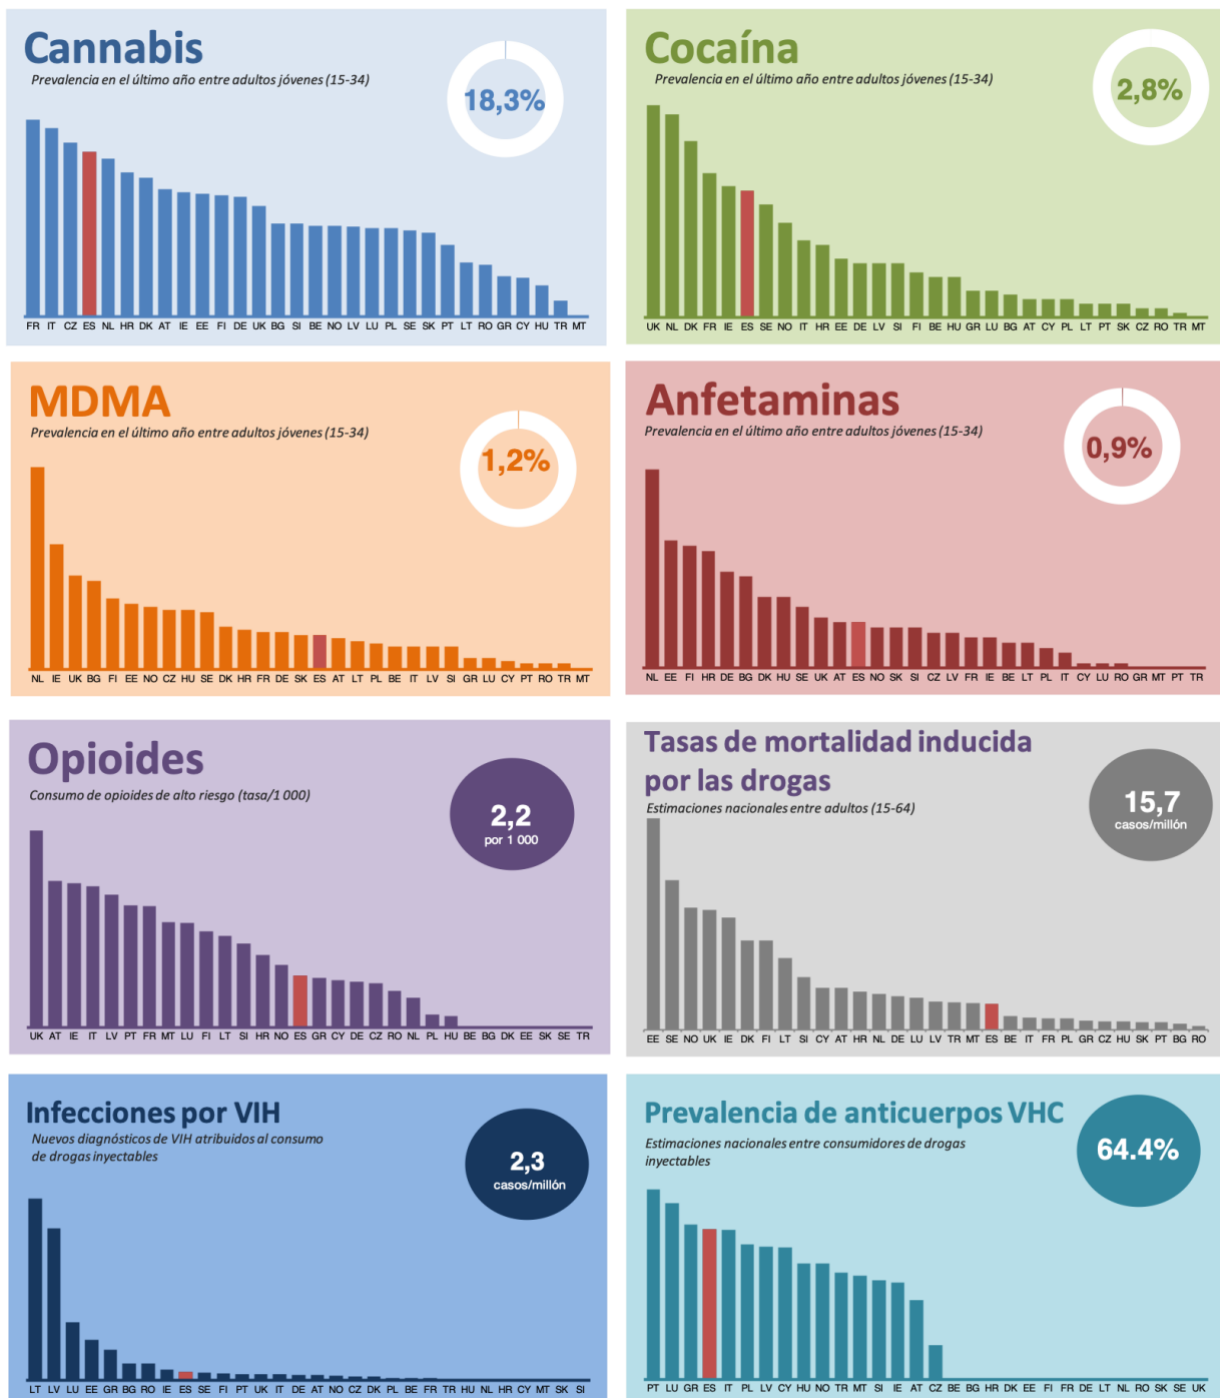 Cannabis
Prevalencia en el último año entre adultos jóvenes (15-34)
18,3%
FR IT CZ ES NL HR DK AT IE EE FI DE UK BG SI BE NO LV LU PL SE SK PT LT RO GR CY HU TR MT
Cocaína
Prevalencia en el último año entre adultos jóvenes (15-34)
2,8%
UK NL DK FR IE ES SE NO IT HR EE DE LV SI FI BE HU GR LU BG AT CY PL LT PT SK CZ RO TR MT
MDMA
Prevalencia en el último año entre adultos jóvenes (15-34)
1,2%
NL IE UK BG FI EE NO CZ HU SE DK HR FR DE SK ES AT LT PL BE IT LV SI GR LU CY PT RO TR MT
Anfetaminas
Prevalencia en el último año entre adultos jóvenes (15-34)
0,9%
NL EE FI HR DE BG DK HU SE UK AT ES NO SK SI CZ LV FR IE BE LT PL IT CY LU RO GR MT PT TR
Opioides
Consumo de opioides de alto riesgo (tasa/1 000)
2,2
por 1 000
UK AT IE IT LV PT FR MT LU FI LT SI HR NO ES GR CY DE CZ RO NL PL HU BE BG DK EE SK SE TR
Tasas de mortalidad inducida
por las drogas
Estimaciones nacionales entre adultos (15-64)
15,7
casos/millón
EE SE NO UK IE DK FI LT SI CY AT HR NL DE LU LV TR MT ES BE IT FR PL GR CZ HU SK PT BG RO
Infecciones por VIH
Nuevos diagnósticos de VIH atribuidos al consumo
de drogas inyectables
2,3
casos/millón
LT LV LU EE GR BG RO IE ES SE FI PT UK IT DE AT NO CZ DK PL BE FR TR HU NL HR CY MT SK SI
Prevalencia de anticuerpos VHC
Estimaciones nacionales entre consumidores de drogas
inyectables
64.4%
PT LU GR ES IT PL LV CY HU NO TR MT SI IE AT CZ BE BG HR DK EE FI FR DE LT NL RO SK SE UK